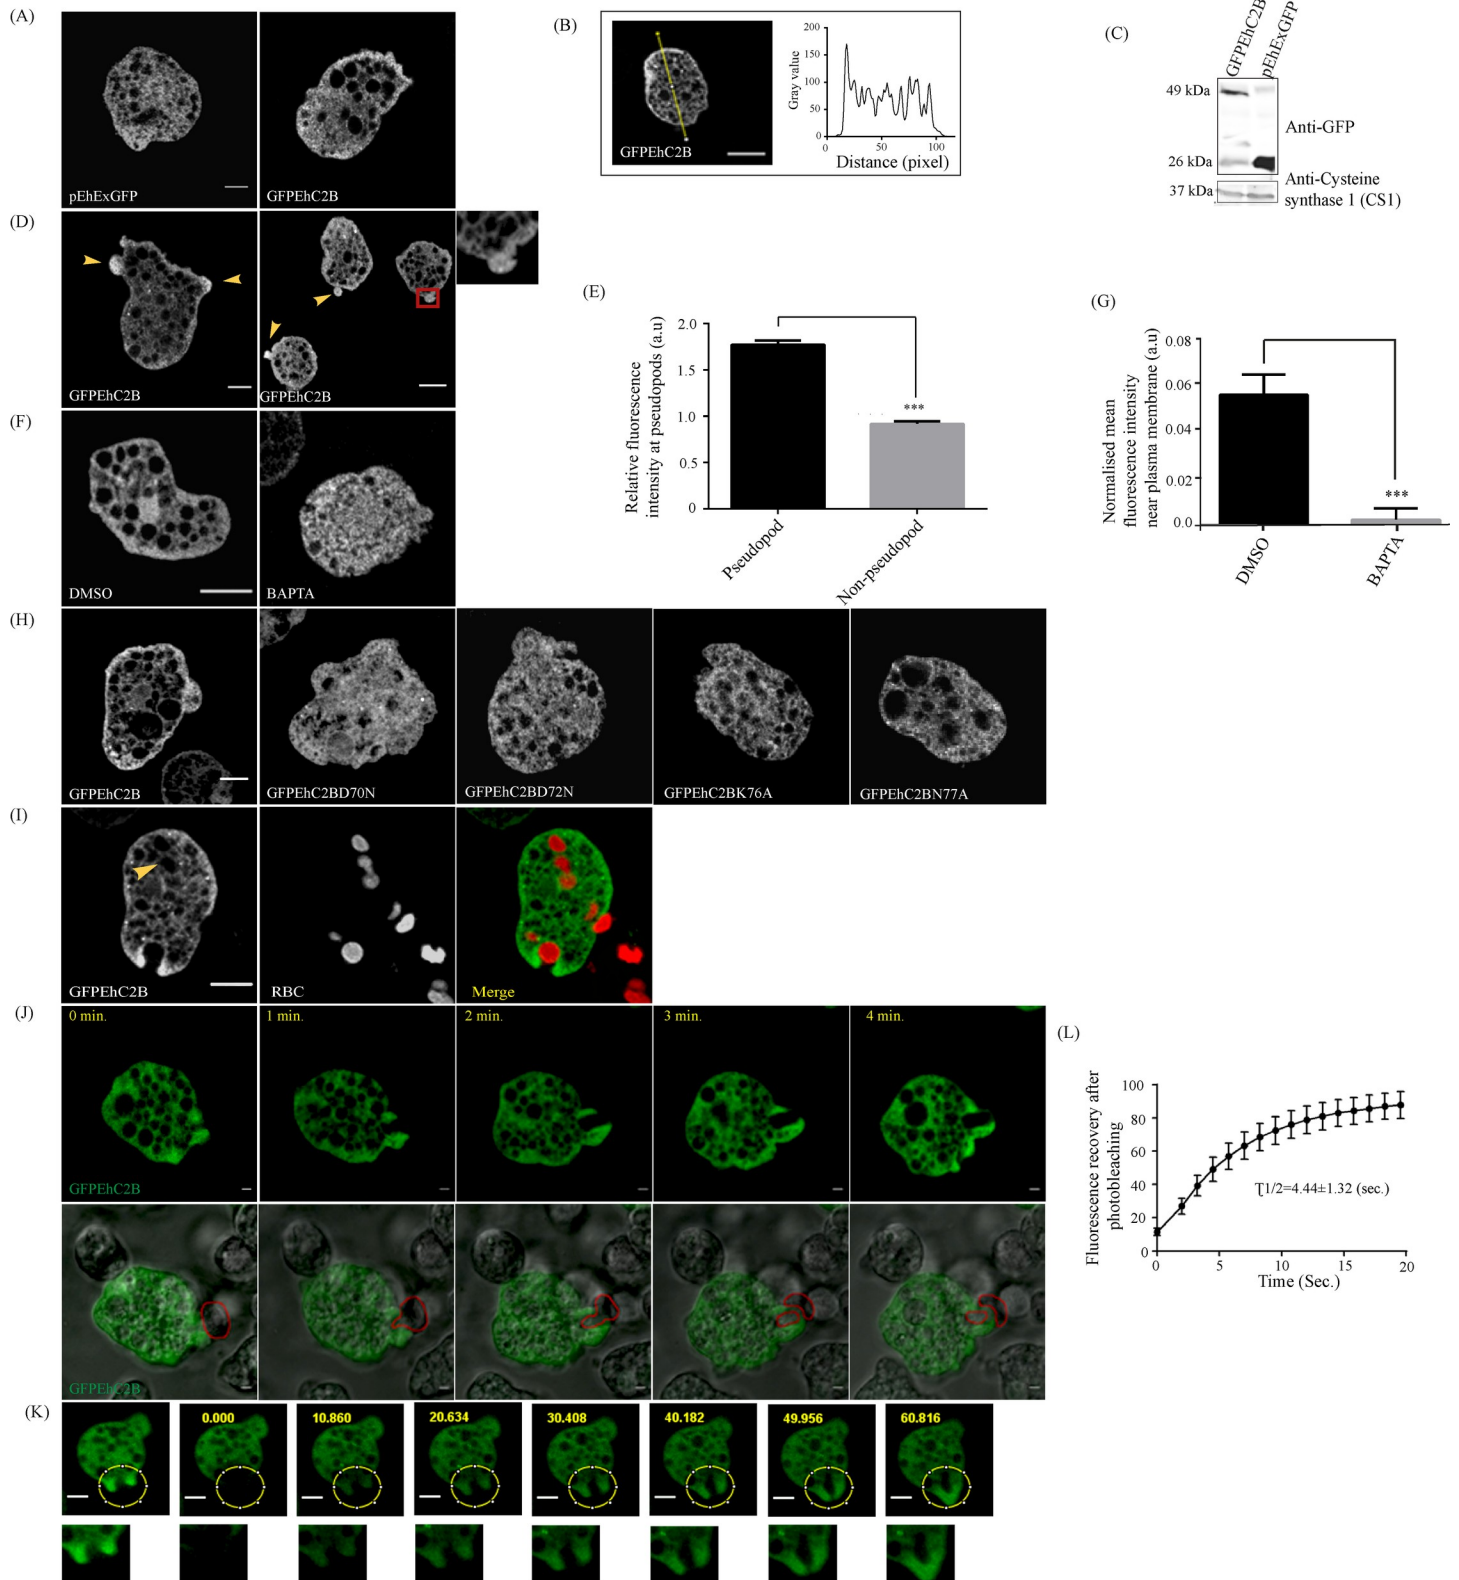 (A)
pEhExGFP
GFPEhC2B
(B)
GFPEhC2B
Gray value
200
150
100
50
0
0
50
100
Distance (pixel)
(C)
GFPEhC2B
pEhExGFP
49 kDa
26 kDa
37 kDa
Anti-GFP
Anti-Cysteine
synthase 1 (CS1)
(D)
GFPEhC2B
GFPEhC2B
(E)
Relative fluorescence
intensity at pseudopods (a.u)
2.0
1.5
1.0
0.5
0
***
Pseudopod
Non-pseudopod
(F)
DMSO
BAPTA
(G)
Normalised mean
fluorescence intensity
near plasma membrane (a.u)
0.08
0.06
0.04
0.02
0.0
***
DMSO
BAPTA
(H)
GFPEhC2B
GFPEhC2BD70N
GFPEhC2BD72N
GFPEhC2BK76A
GFPEhC2BN77A
(I)
GFPEhC2B
RBC
Merge
(J)
0 min.
1 min.
2 min.
3 min.
4 min.
GFPEhC2B
GFPEhC2B
(K)
0.000
10.860
20.634
30.408
40.182
49.956
60.816
(L)
Fluorescence recovery after
photobleaching
100
80
60
40
20
0
Ʈ1/2=4.44±1.32 (sec.)
0
5
10
15
20
Time (Sec.)